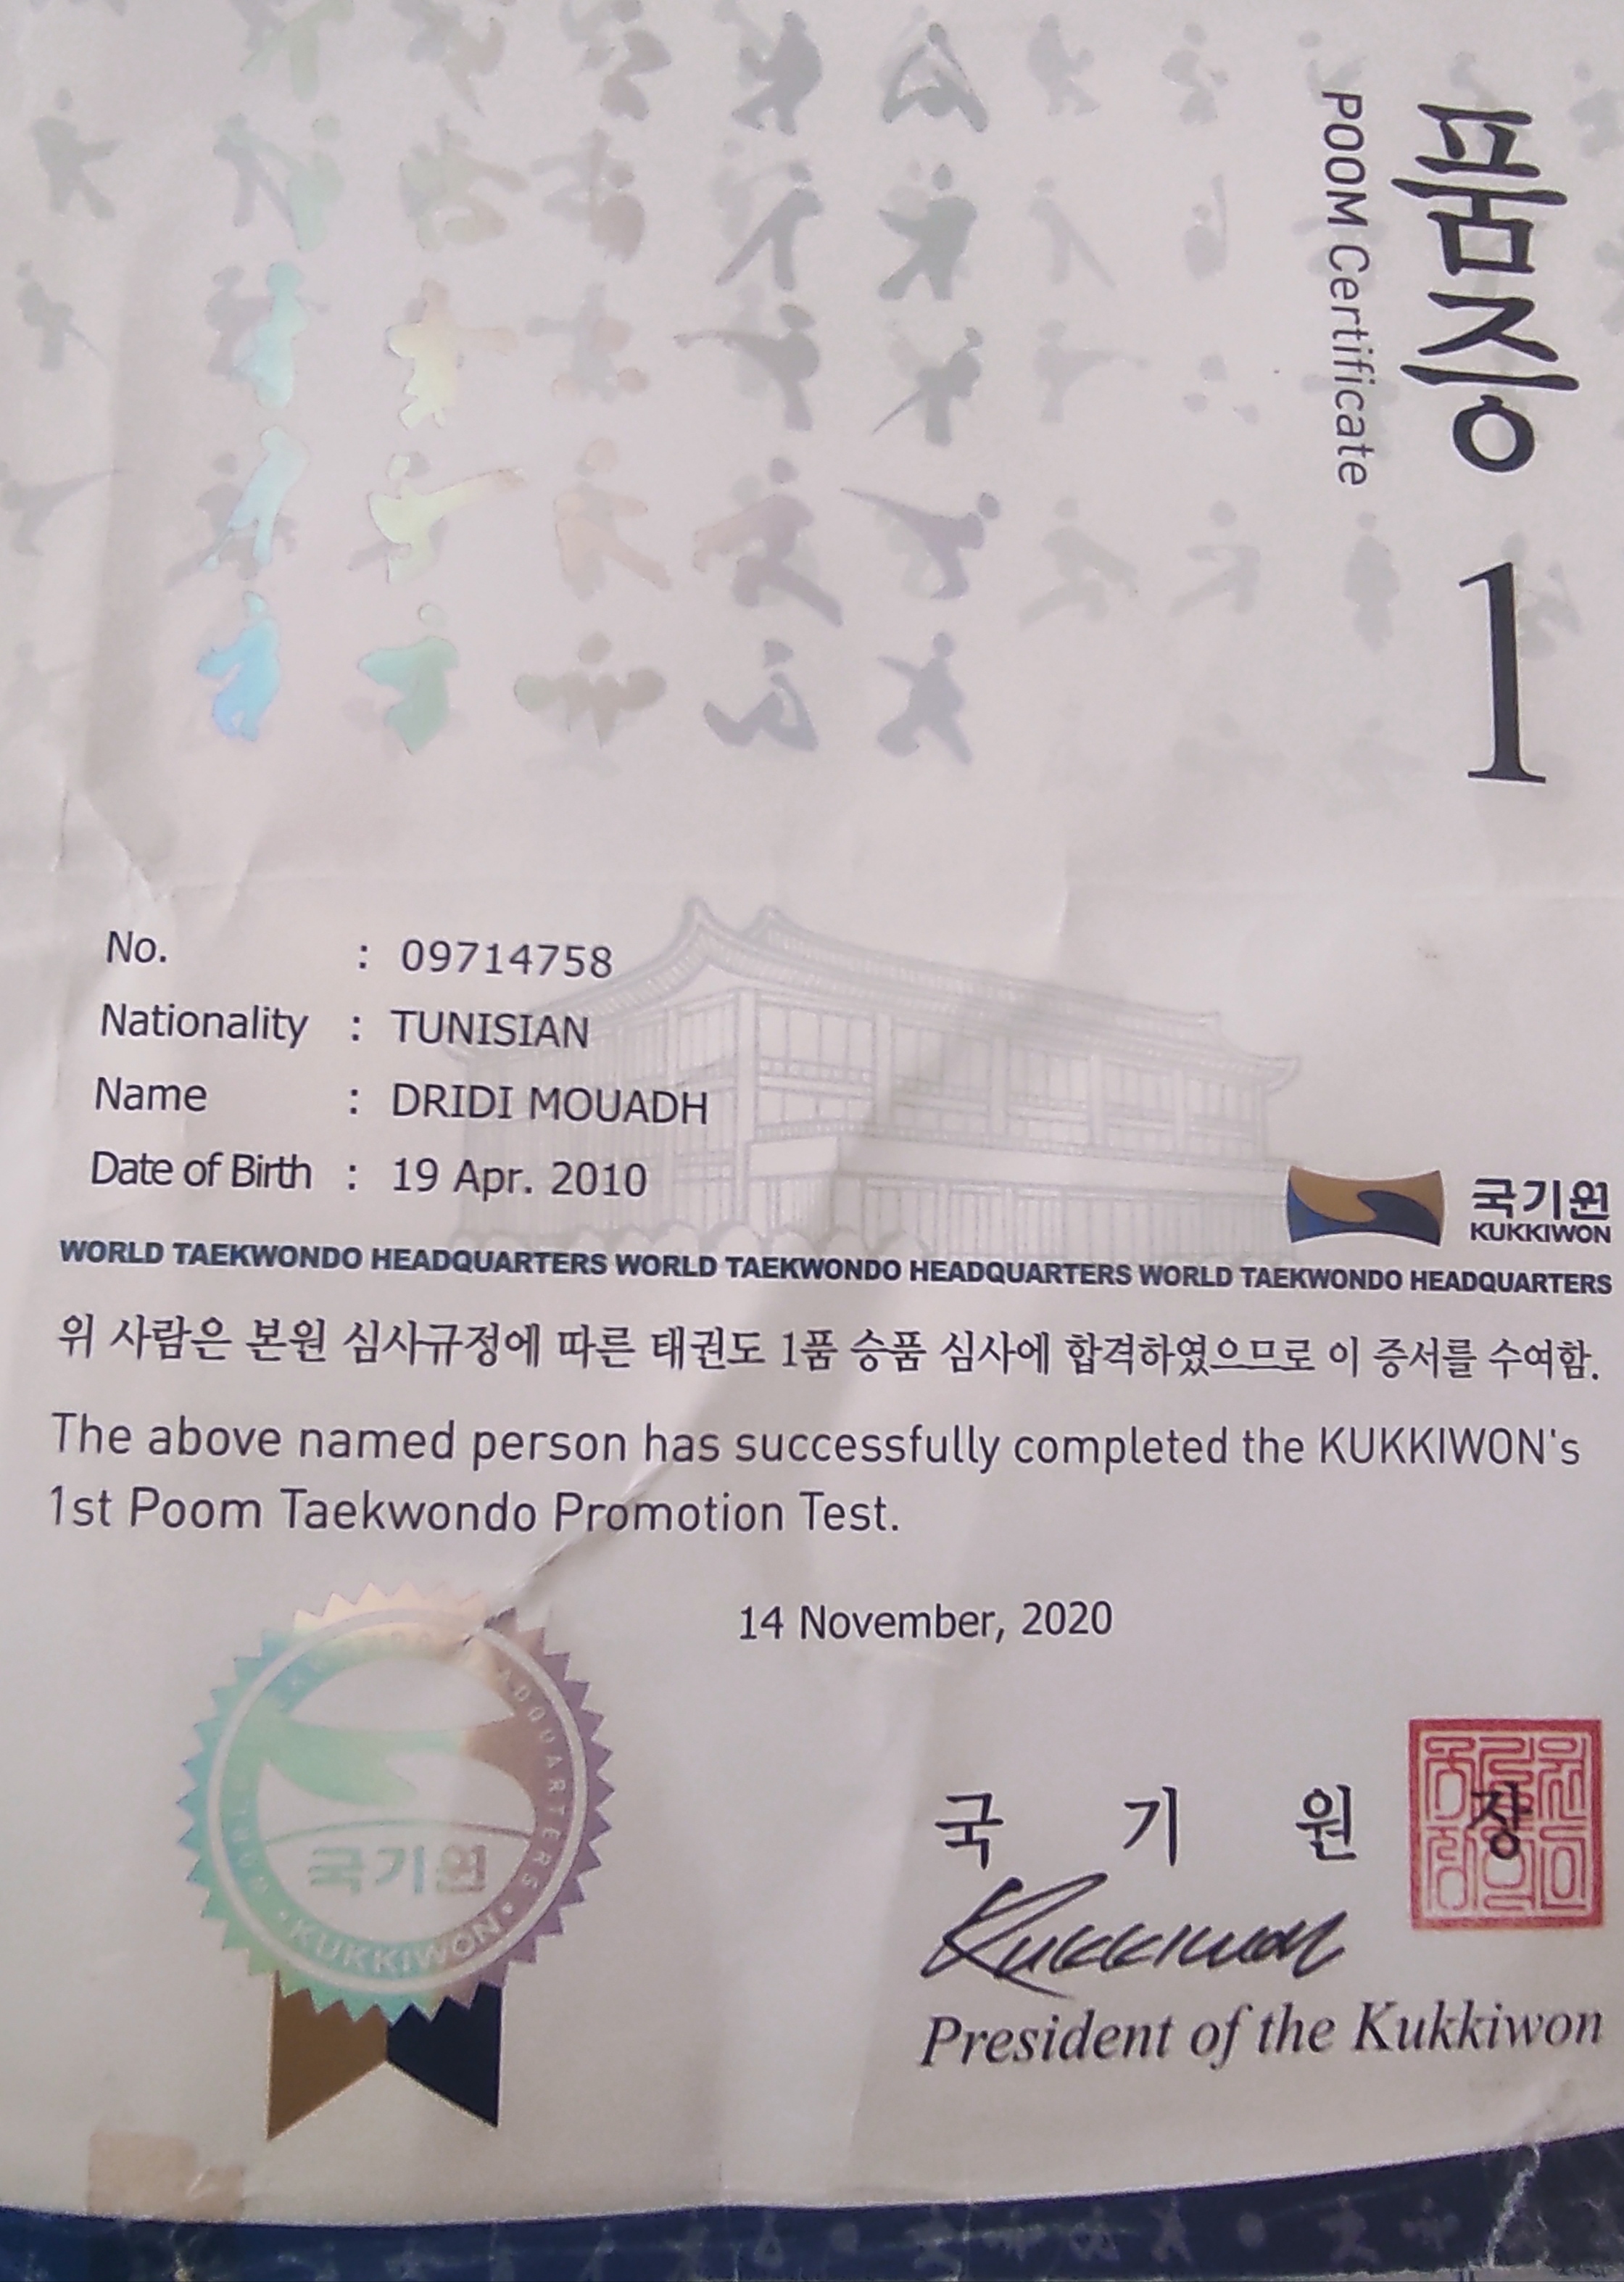 품증 1
POOM Certificate
No. : 09714758
Nationality : TUNISIAN
Name : DRIDI MOUADH
Date of Birth : 19 Apr. 2010
국기원
KUKKIWON
WORLD TAEKWONDO HEADQUARTERS WORLD TAEKWONDO HEADQUARTERS WORLD TAEKWONDO HEADQUARTERS
위 사람은 본원 심사규정에 따른 태권도 1품 승품 심사에 합격하였으므로 이 증서를 수여함.
The above named person has successfully completed the KUKKIWON's
1st Poom Taekwondo Promotion Test.
14 November, 2020
국기원
• KUKKIWON •
국 기 원 장
Kukkiwon
President of the Kukkiwon